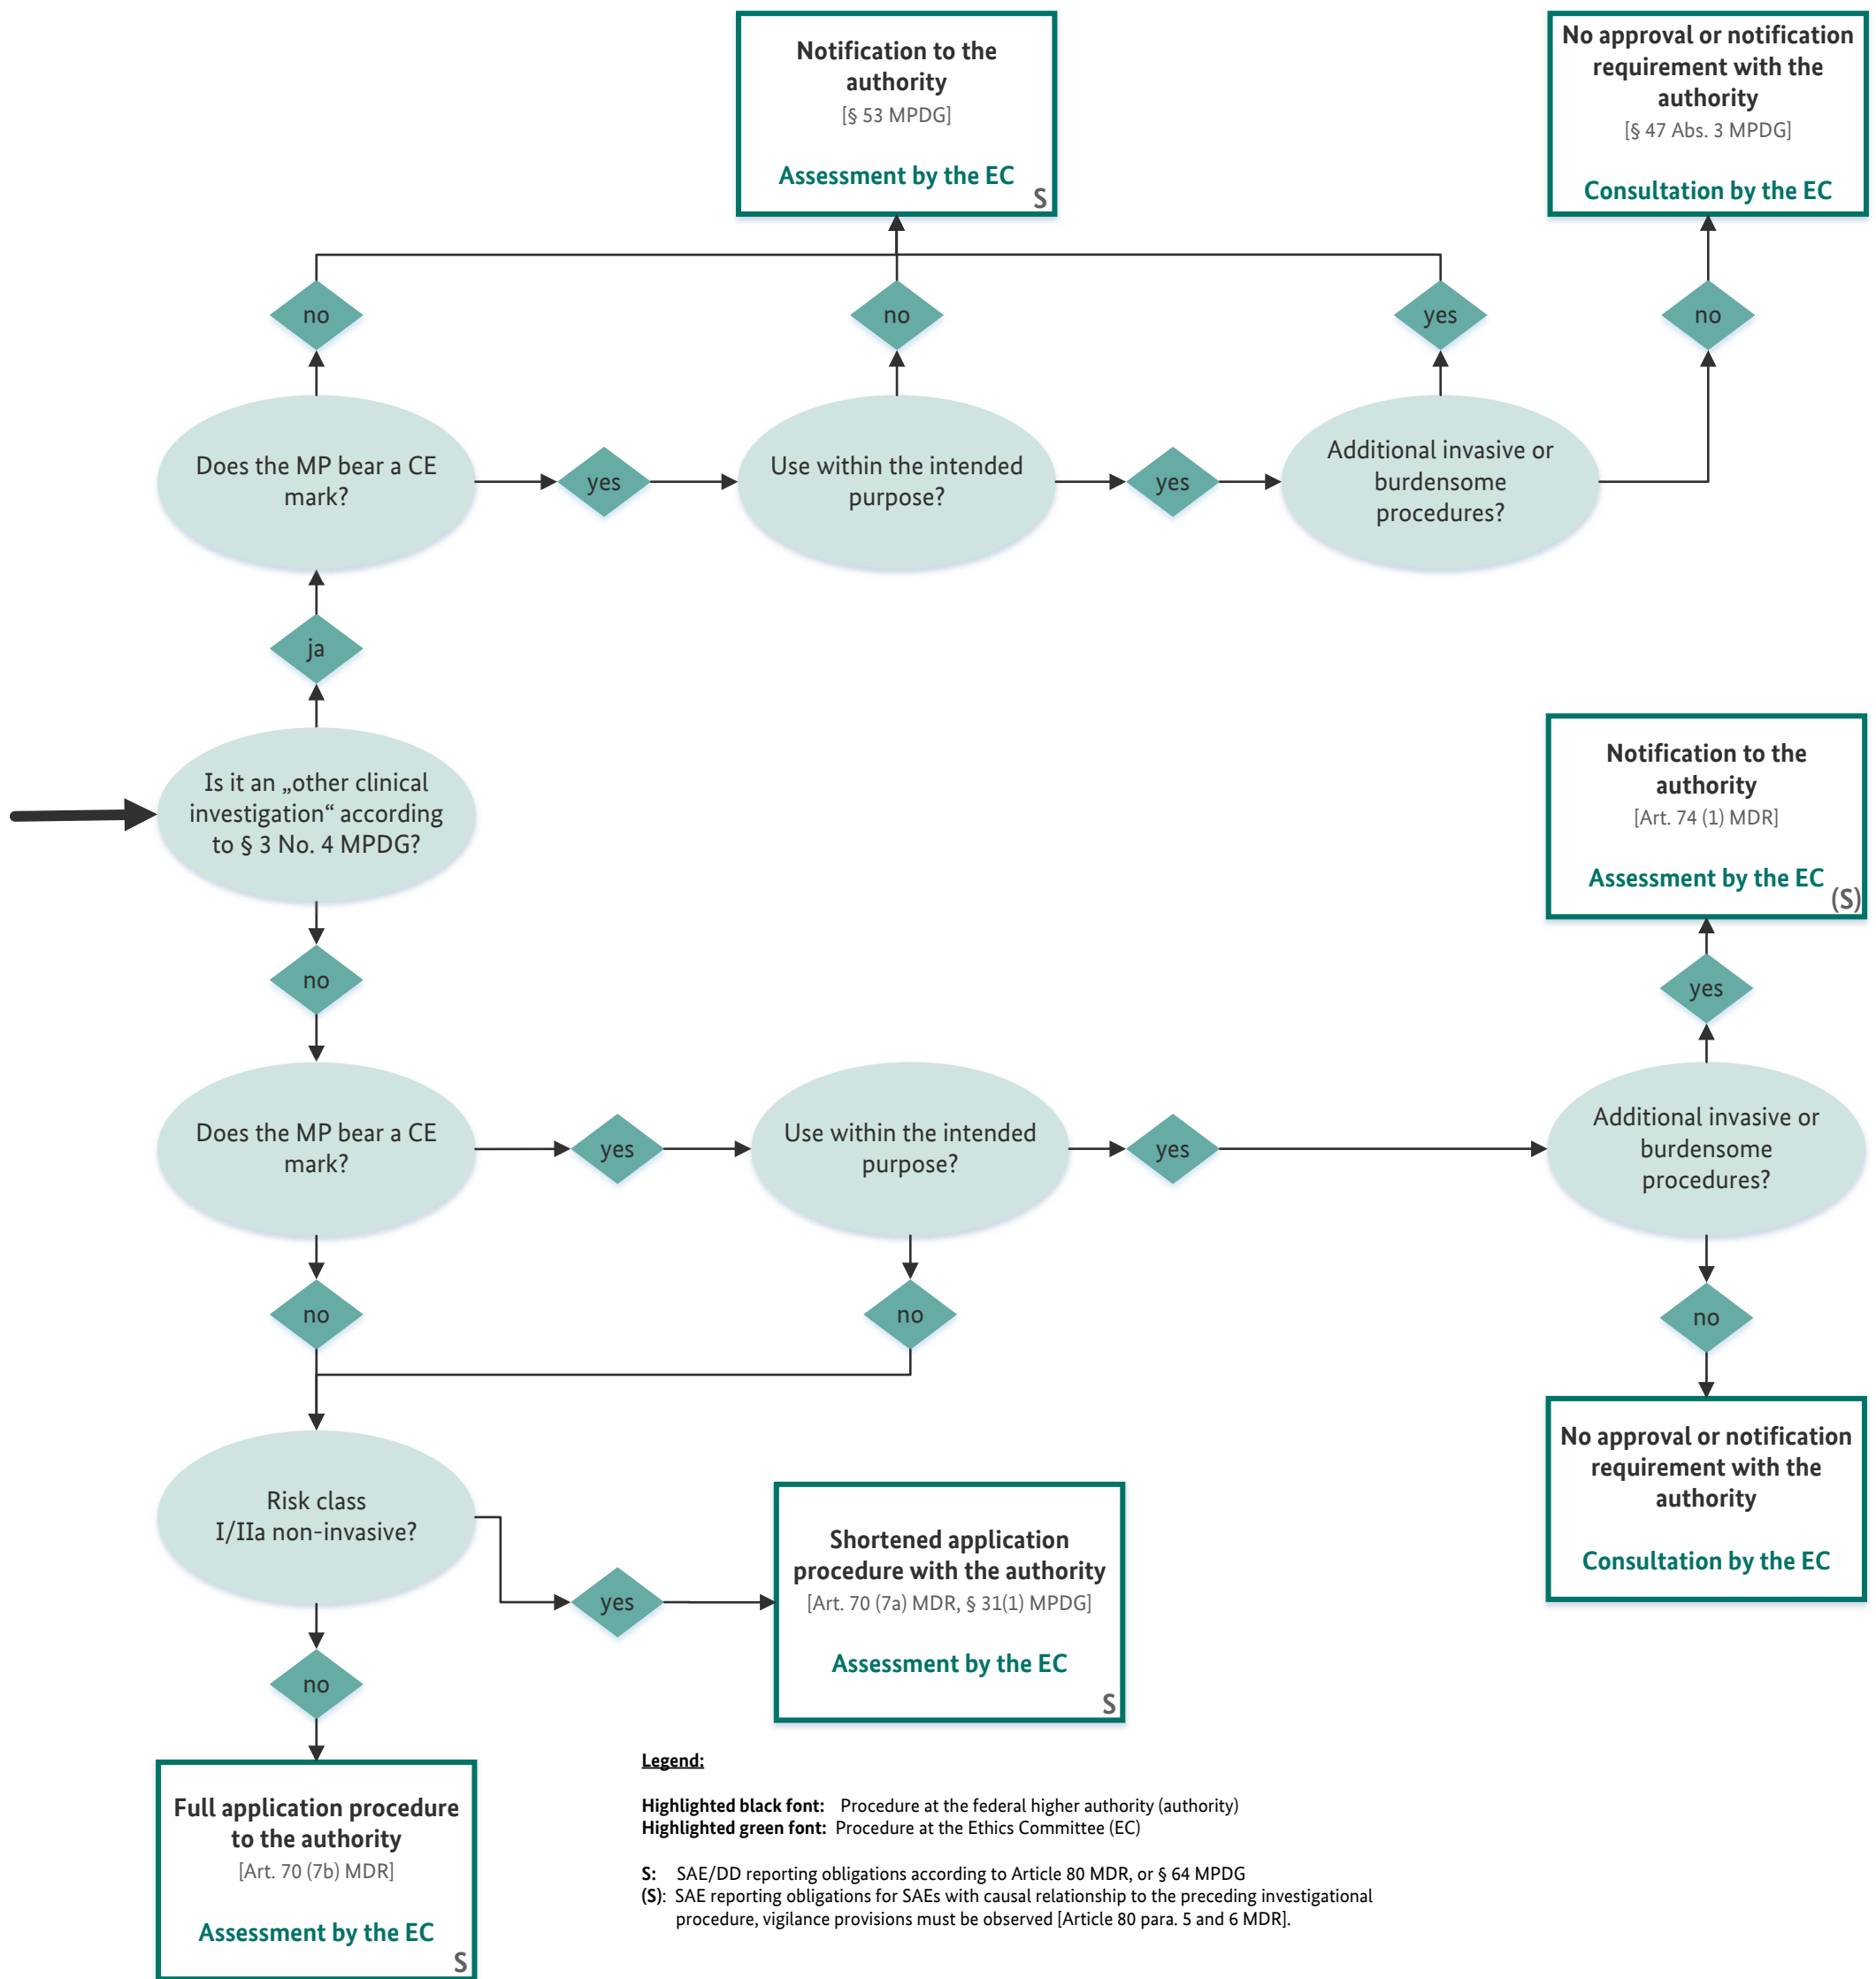 Notification to the
authority
[§ 53 MPDG]
Assessment by the EC
S
No approval or notification
requirement with the
authority
[§ 47 Abs. 3 MPDG]
Consultation by the EC
no
no
yes
no
Does the MP bear a CE
mark?
yes
Use within the intended
purpose?
yes
Additional invasive or
burdensome
procedures?
ja
Is it an „other clinical
investigation“ according
to § 3 No. 4 MPDG?
Notification to the
authority
[Art. 74 (1) MDR]
Assessment by the EC
(S)
no
yes
Does the MP bear a CE
mark?
yes
Use within the intended
purpose?
yes
Additional invasive or
burdensome
procedures?
no
no
no
No approval or notification
requirement with the
authority
Consultation by the EC
Risk class
I/IIa non-invasive?
yes
Shortened application
procedure with the authority
[Art. 70 (7a) MDR, § 31(1) MPDG]
Assessment by the EC
S
no
Full application procedure
to the authority
[Art. 70 (7b) MDR]
Assessment by the EC
S
Legend:
Highlighted black font: Procedure at the federal higher authority (authority)
Highlighted green font: Procedure at the Ethics Committee (EC)
S: SAE/DD reporting obligations according to Article 80 MDR, or § 64 MPDG
(S): SAE reporting obligations for SAEs with causal relationship to the preceding investigational
procedure, vigilance provisions must be observed [Article 80 para. 5 and 6 MDR].